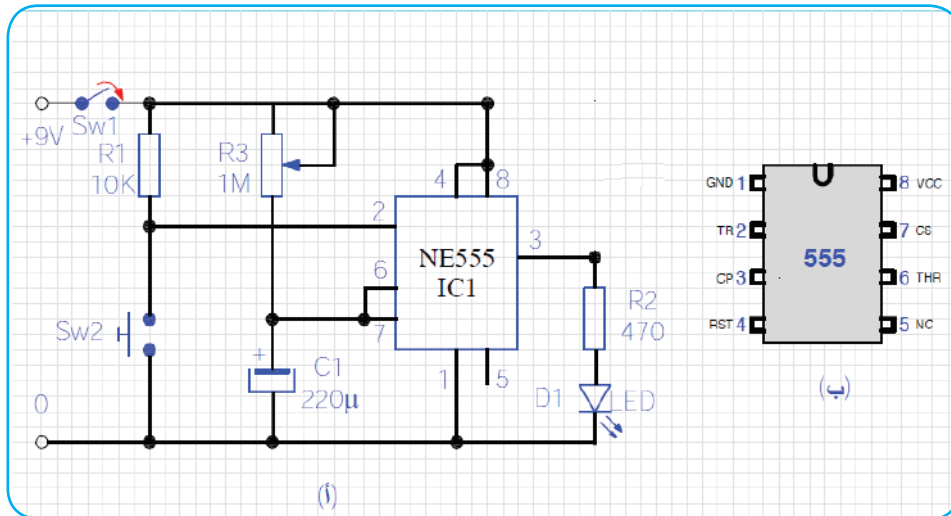 +9V
Sw1
R1
10K
R3
1M
4
8
2
6
7
3
NE555
IC1
1
5
R2
470
Sw2
+
C1
220µ
D1
LED
0
(أ)
GND 1
8 VCC
TR 2
7 CS
555
CP 3
6 THR
RST 4
5 NC
(ب)